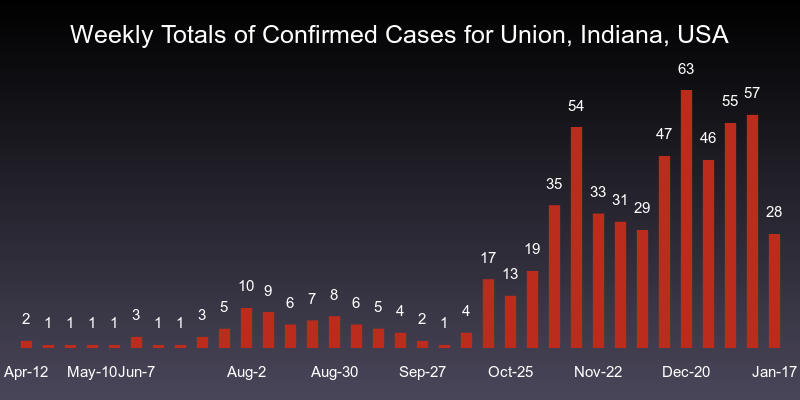 Weekly Totals of Confirmed Cases for Union, Indiana, USA
2 1 1 1 1 3 1 1 3 5 10 9 6 7 8 6 5 4 2 1 4 17 13 19 35 54 33 31 29 47 63 46 55 57 28
Apr-12 May-10 Jun-7 Aug-2 Aug-30 Sep-27 Oct-25 Nov-22 Dec-20 Jan-17